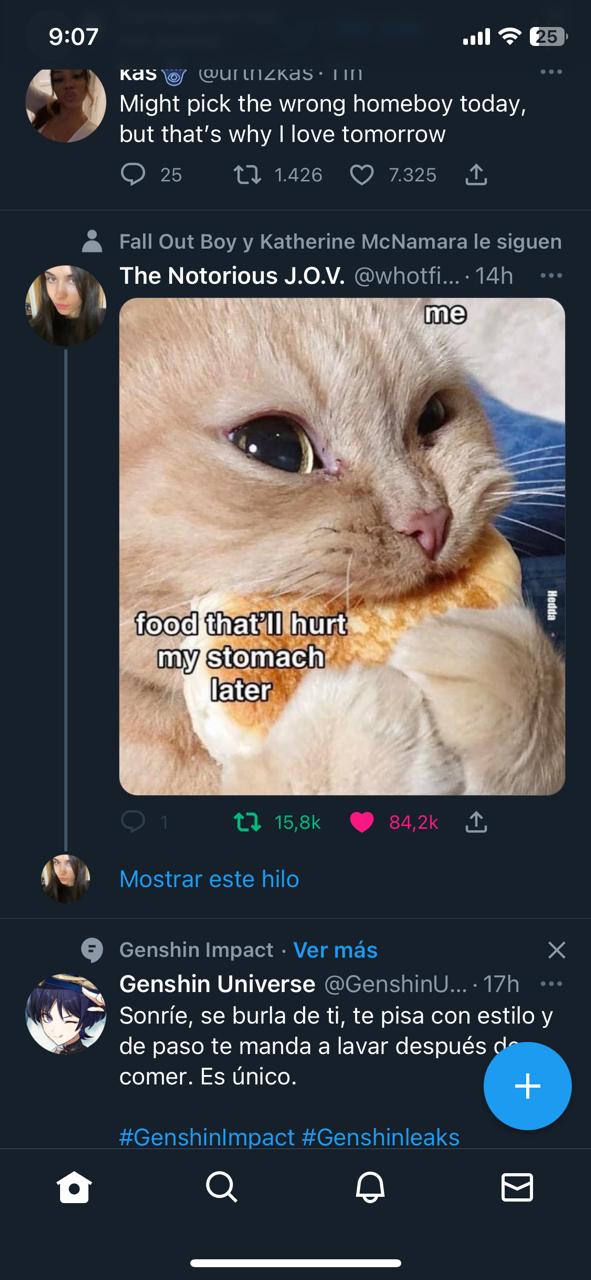 9:07
25
kas @urth2kas · 11h
Might pick the wrong homeboy today,
but that’s why I love tomorrow
25 1.426 7.325
Fall Out Boy y Katherine McNamara le siguen
The Notorious J.O.V. @whotfi... · 14h
me
food that'll hurt
my stomach
later
Hedda
1 15,8k 84,2k
Mostrar este hilo
Genshin Impact · Ver más
Genshin Universe @GenshinU... · 17h
Sonríe, se burla de ti, te pisa con estilo y
de paso te manda a lavar después de
comer. Es único.
#GenshinImpact #Genshinleaks